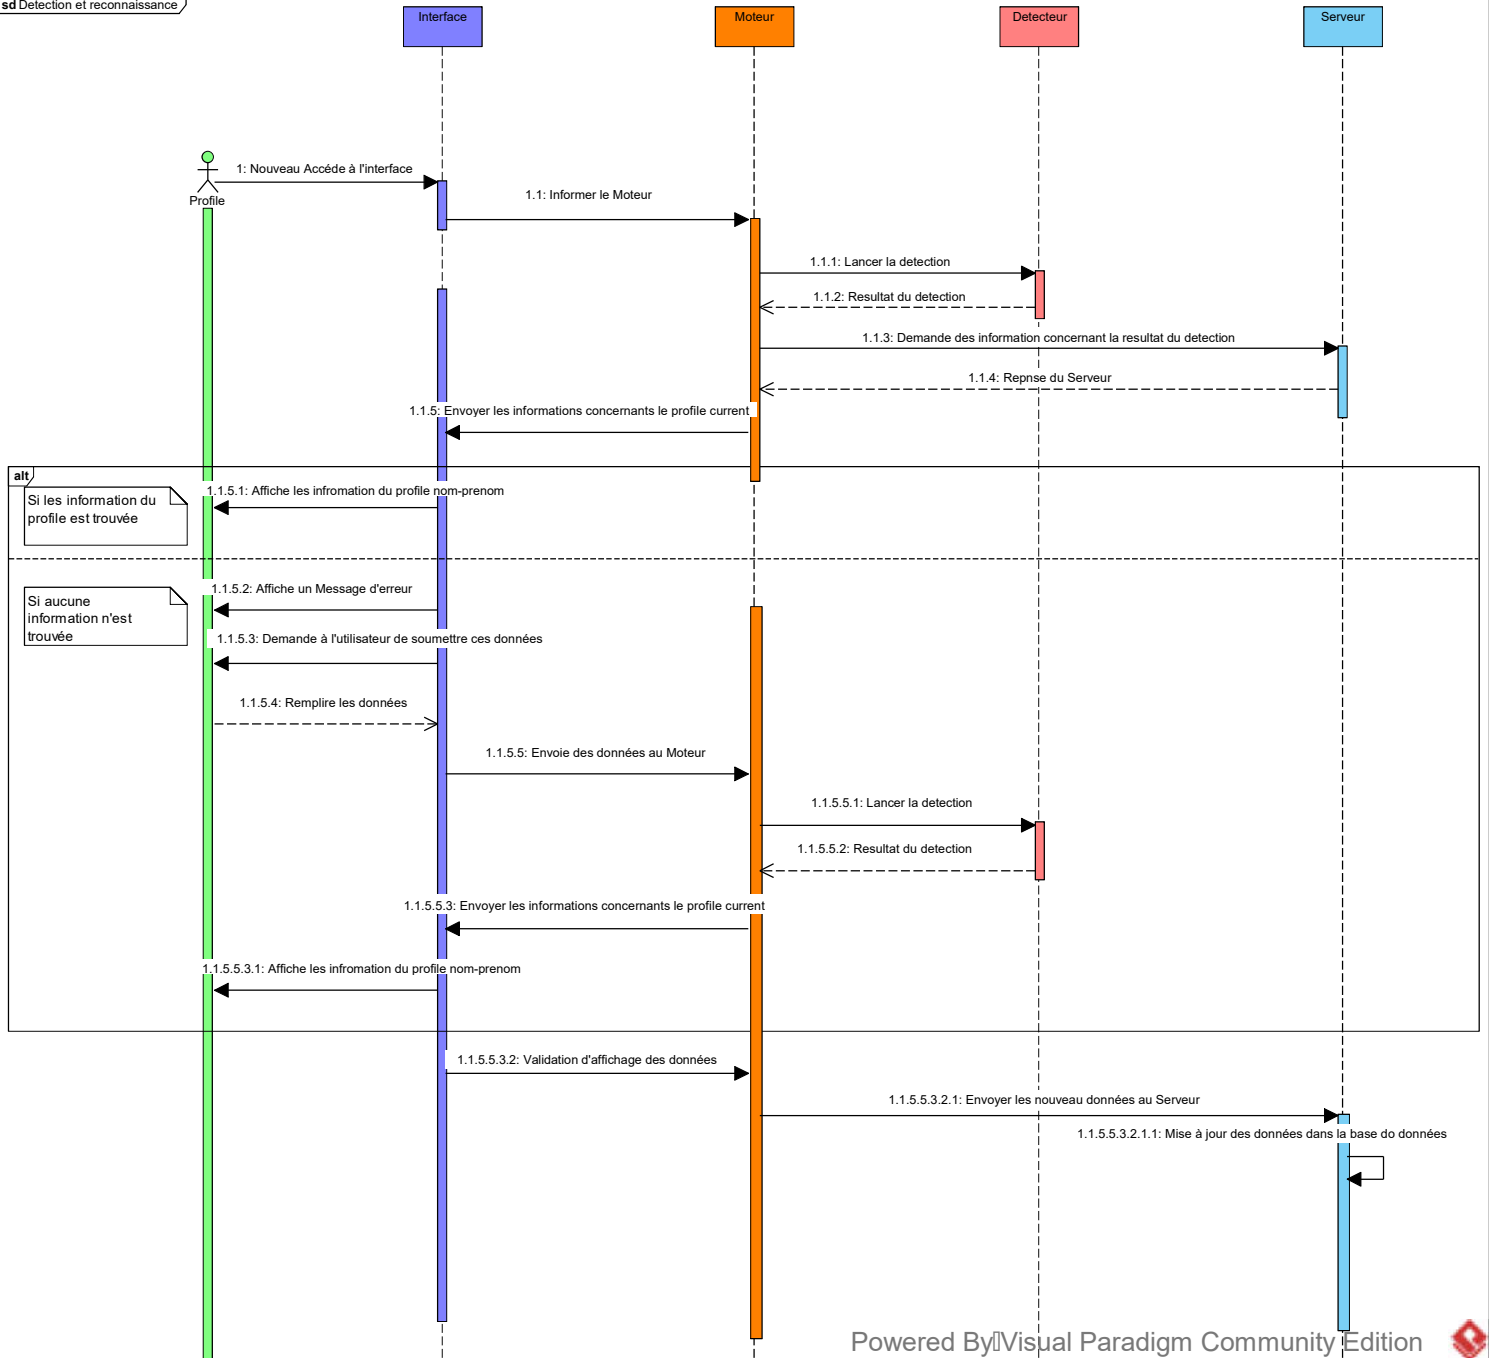 sd Detection et reconnaissance
Interface
Moteur
Detecteur
Serveur
1: Nouveau Accéde à l'interface
Profile
1.1: Informer le Moteur
1.1.1: Lancer la detection
1.1.2: Resultat du detection
1.1.3: Demande des information concernant la resultat du detection
1.1.4: Repnse du Serveur
1.1.5: Envoyer les informations concernants le profile current
alt
Si les information du
profile est trouvée
1.1.5.1: Affiche les infromation du profile nom-prenom
Si aucune
information n'est
trouvée
1.1.5.2: Affiche un Message d'erreur
1.1.5.3: Demande à l'utilisateur de soumettre ces données
1.1.5.4: Remplire les données
1.1.5.5: Envoie des données au Moteur
1.1.5.5.1: Lancer la detection
1.1.5.5.2: Resultat du detection
1.1.5.5.3: Envoyer les informations concernants le profile current
1.1.5.5.3.1: Affiche les infromation du profile nom-prenom
1.1.5.5.3.2: Validation d'affichage des données
1.1.5.5.3.2.1: Envoyer les nouveau données au Serveur
1.1.5.5.3.2.1.1: Mise à jour des données dans la base do données
Powered By Visual Paradigm Community Edition